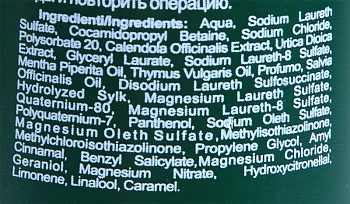 дай повторить операцию.
Ingredienti/Ingredients: Aqua, Sodium Laureth
Sulfate, Cocamidopropyl Betaine, Sodium Chloride,
Polysorbate 20, Calendola Officinalis Extract, Urtica Dioica
Extract, Glyceryl Laurate, Sodium Laureth-8 Sulfate,
Mentha Piperita Oil, Thymus Vulgaris Oil, Profumo, Salvia
Officinalis Oil, Disodium Laureth Sulfosuccinate,
Hydrolyzed Sylk, Magnesium Laureth Sulfate,
Quaternium-80, Magnesium Laureth-8 Sulfate,
Polyquaternium-7, Panthenol, Sodium Oleth Sulfate,
Magnesium Oleth Sulfate, Methylisothiazolinone,
Methylchloroisothiazolinone, Propylene Glycol, Amyl
Cinnamal, Benzyl Salicylate, Magnesium Chloride,
Geraniol, Magnesium Nitrate, Hydroxycitronellal,
Limonene, Linalool, Caramel.